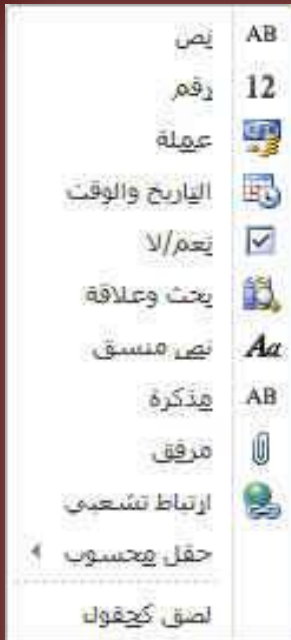 نص AB
رقم 12
عملة
التاريخ والوقت
نعم/لا
بحث وعلاقة
نص منسق Aa
مذكرة AB
مرفق
ارتباط تشعبي
حقل محسوب
لصق كحقول